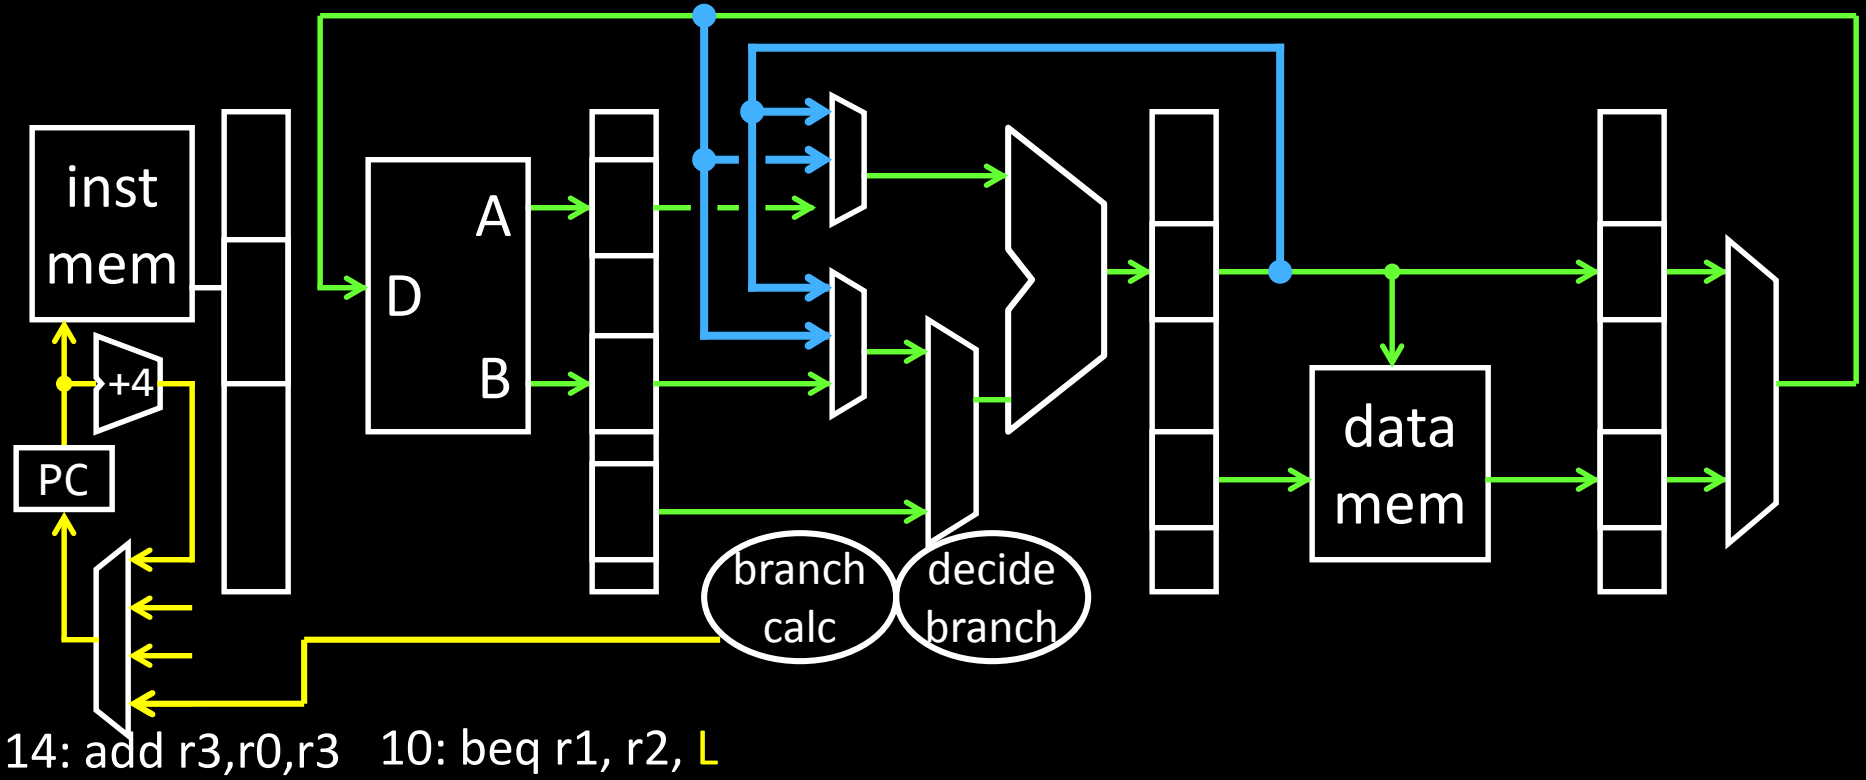 inst
mem
+4
PC
A
D
B
branch
calc
decide
branch
data
mem
14: add r3,r0,r3
10: beq r1, r2, L